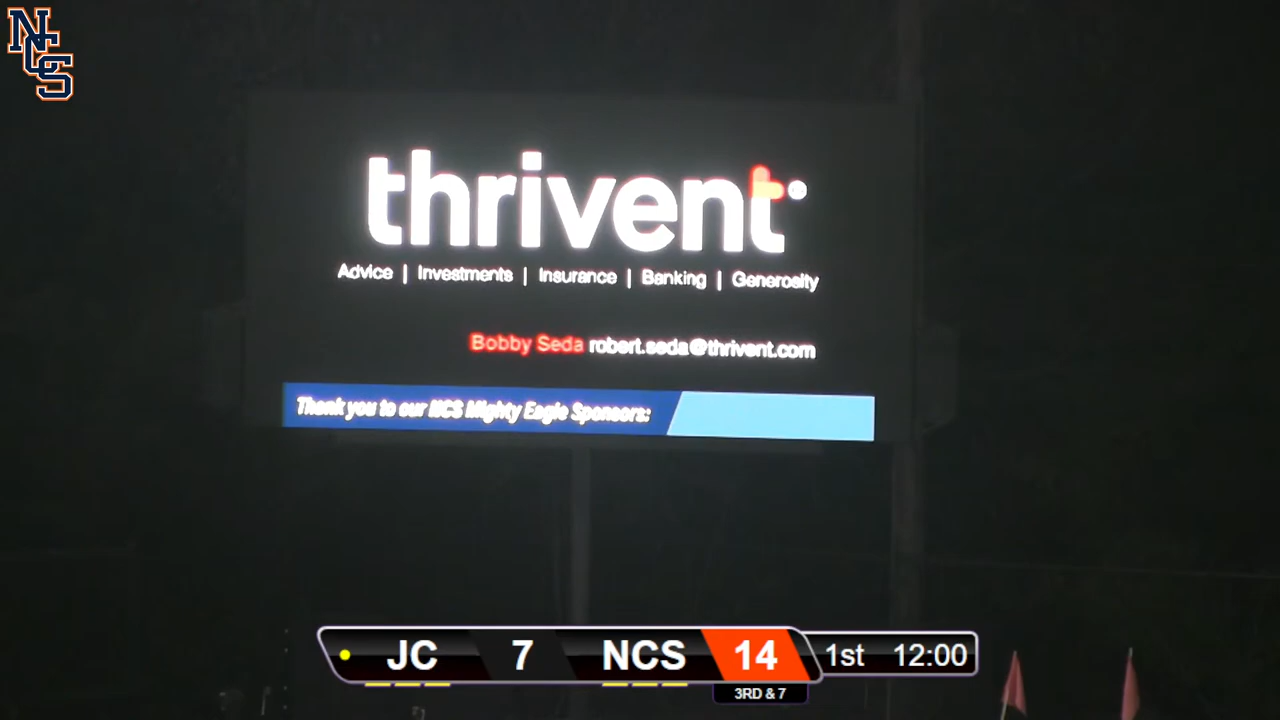 NCS
thrivent
Advice | Investments | Insurance | Banking | Generosity
Bobby Seda robert.seda@thrivent.com
Thank you to our NCS Mighty Eagle Sponsors:
JC 7 NCS 14 1st 12:00
3RD & 7